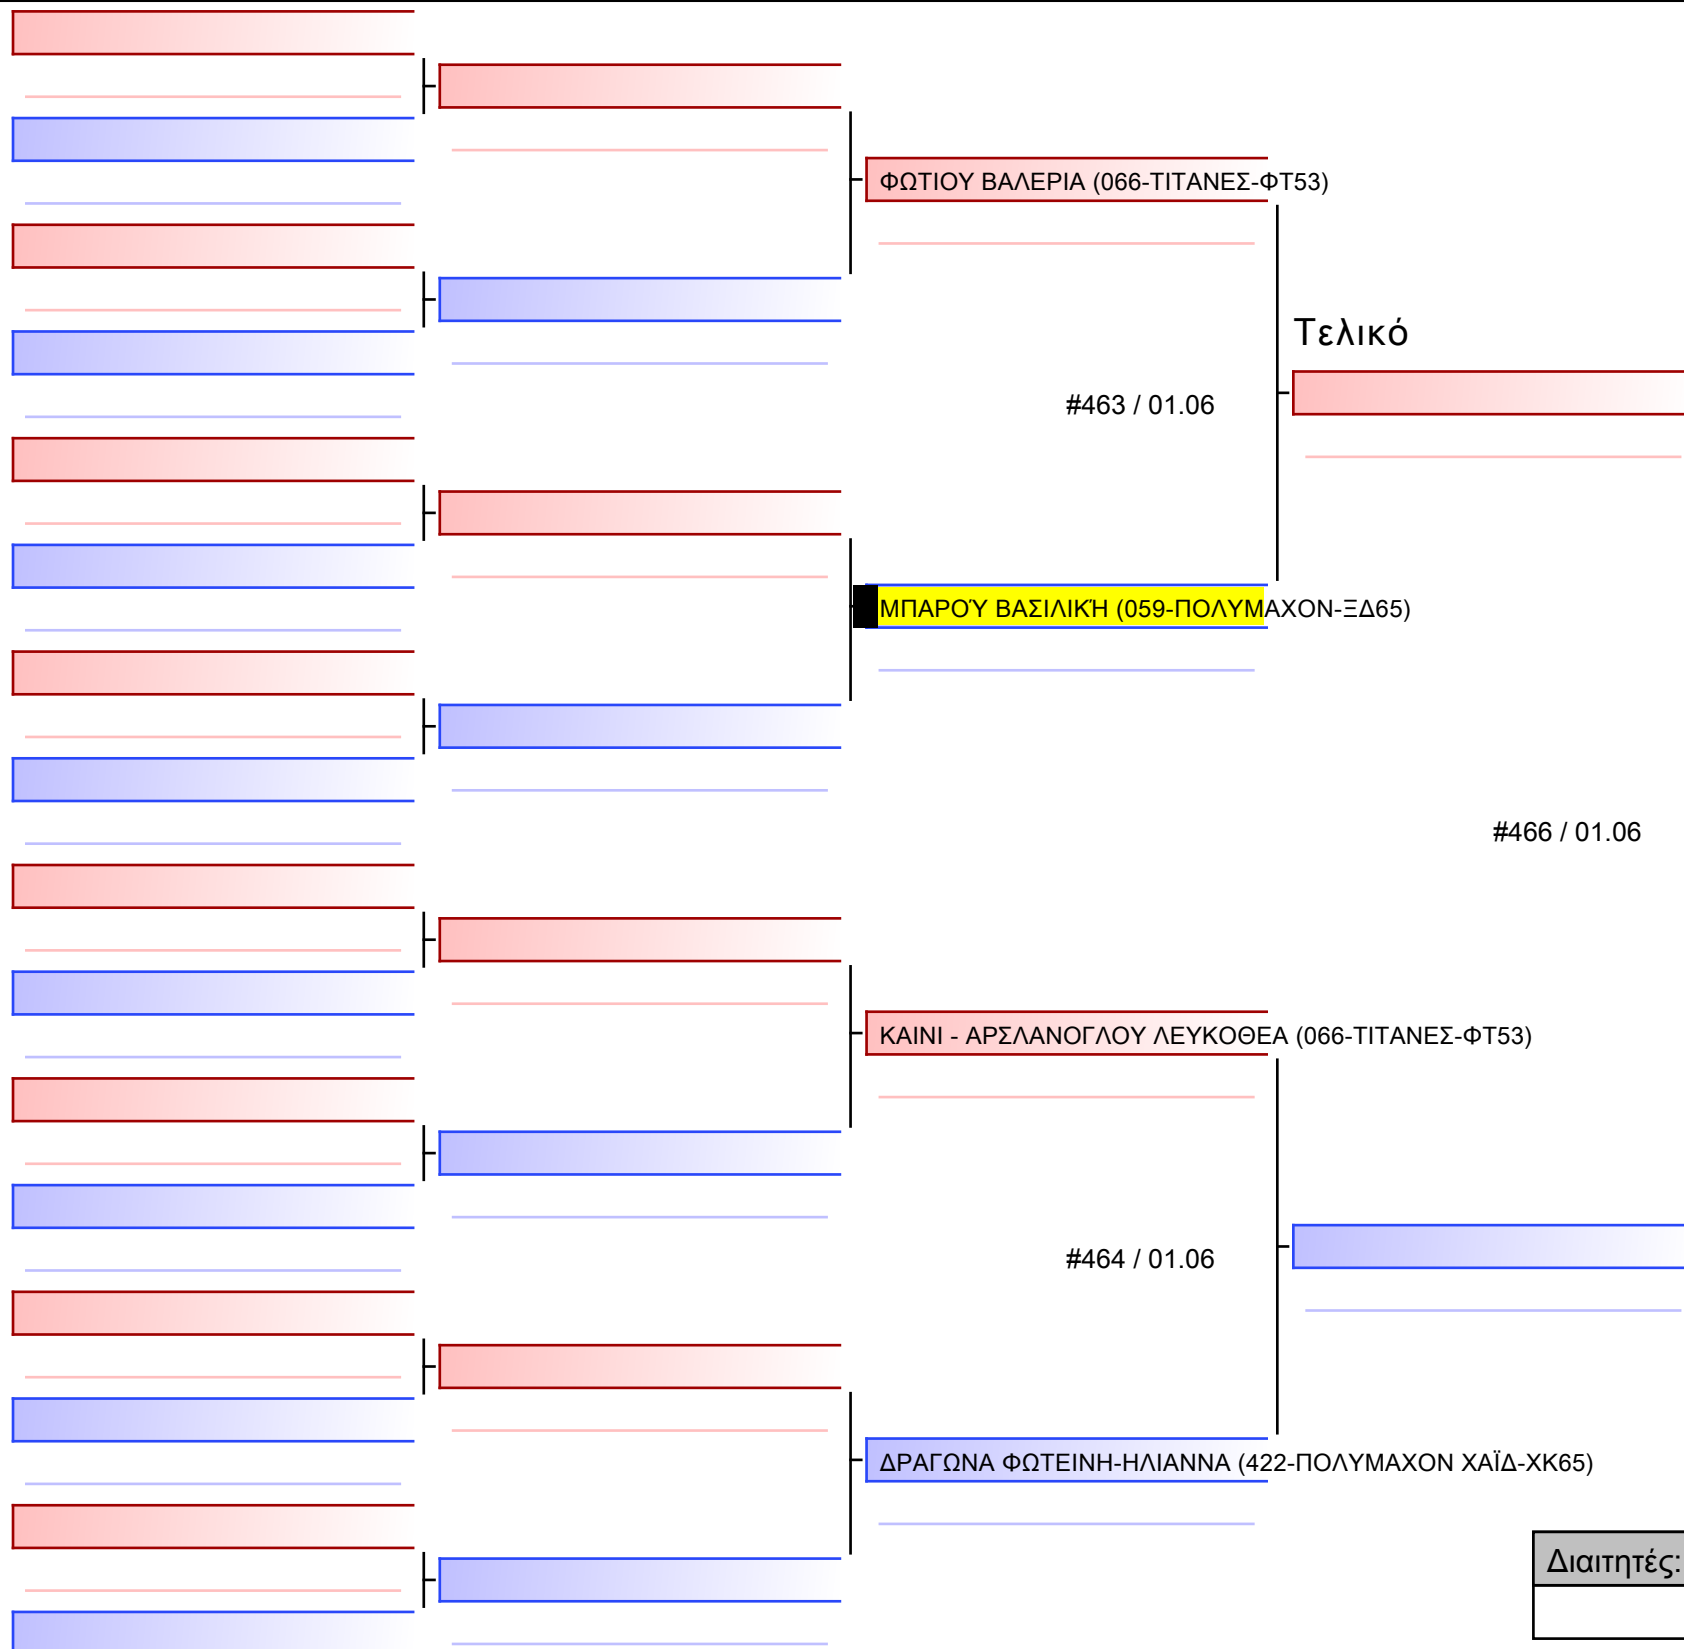 ΦΩΤΙΟΥ ΒΑΛΕΡΙΑ (066-ΤΙΤΑΝΕΣ-ΦΤ53)
Τελικό
#463 / 01.06
ΜΠΑΡΟΎ ΒΑΣΙΛΙΚΉ (059-ΠΟΛΥΜΑΧΟΝ-ΞΔ65)
#466 / 01.06
ΚΑΙΝΙ - ΑΡΣΛΑΝΟΓΛΟΥ ΛΕΥΚΟΘΕΑ (066-ΤΙΤΑΝΕΣ-ΦΤ53)
#464 / 01.06
ΔΡΑΓΩΝΑ ΦΩΤΕΙΝΗ-ΗΛΙΑΝΝΑ (422-ΠΟΛΥΜΑΧΟΝ ΧΑΪΔ-ΧΚ65)
Διαιτητές: